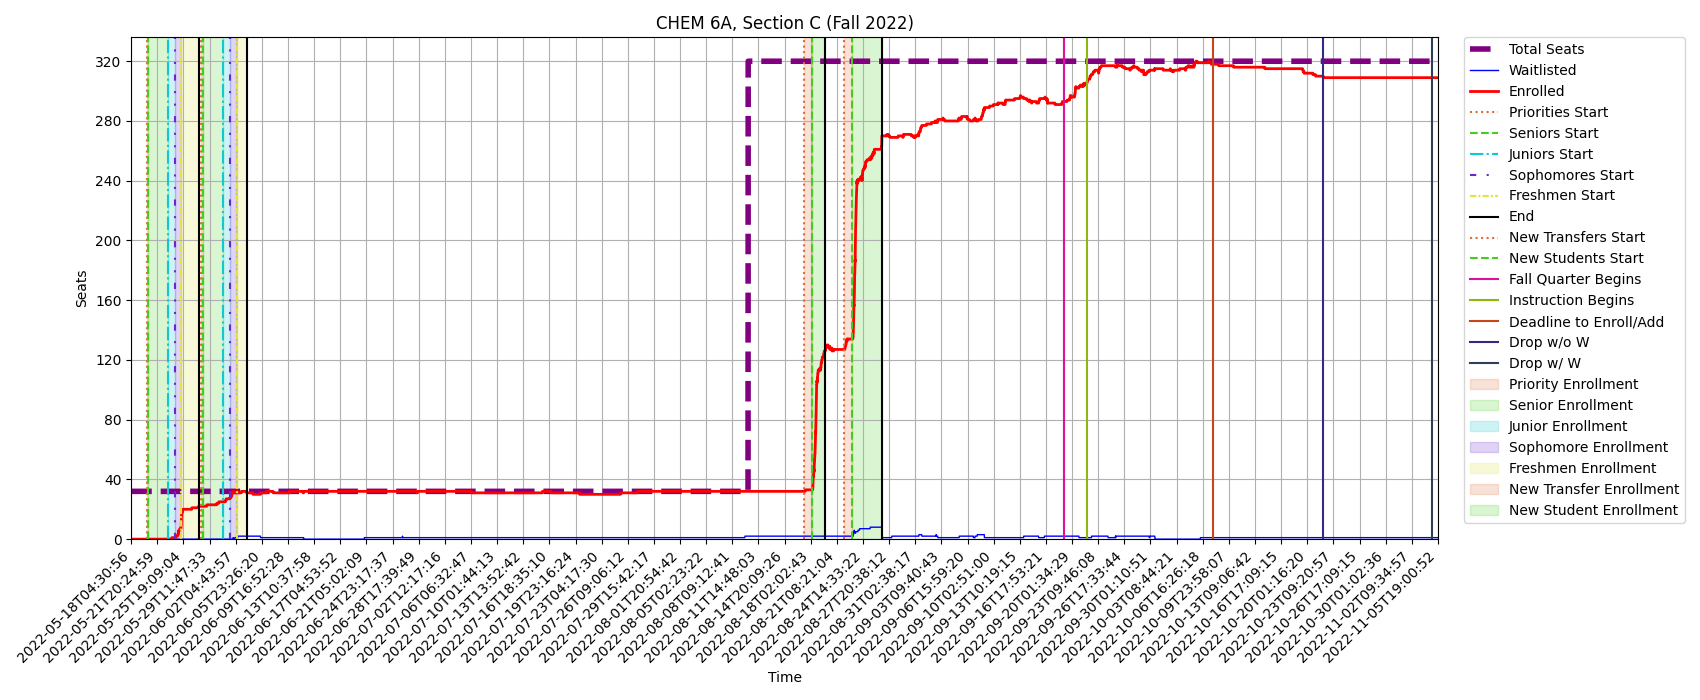 CHEM 6A, Section C (Fall 2022)
Seats
320
280
240
200
160
120
80
40
0
2022-05-18T04:30:56
2022-05-21T20:24:59
2022-05-25T19:09:04
2022-05-29T11:47:33
2022-06-02T04:43:57
2022-06-05T23:26:20
2022-06-09T16:52:28
2022-06-13T10:37:58
2022-06-17T04:53:52
2022-06-21T05:02:09
2022-06-24T23:17:37
2022-06-28T17:39:49
2022-07-02T12:17:16
2022-07-06T06:32:47
2022-07-10T01:44:13
2022-07-13T13:52:42
2022-07-16T18:35:10
2022-07-19T23:16:24
2022-07-23T04:17:30
2022-07-26T09:06:12
2022-07-29T15:42:17
2022-08-01T20:54:42
2022-08-05T02:23:22
2022-08-08T09:12:41
2022-08-11T14:48:03
2022-08-14T20:09:26
2022-08-18T02:02:43
2022-08-21T08:21:04
2022-08-24T14:33:22
2022-08-27T20:38:12
2022-08-31T02:38:17
2022-09-03T09:40:43
2022-09-06T15:59:20
2022-09-10T02:51:00
2022-09-13T10:19:15
2022-09-16T17:53:21
2022-09-20T01:34:29
2022-09-23T09:46:08
2022-09-26T17:33:44
2022-09-30T01:10:51
2022-10-03T08:44:21
2022-10-06T16:26:18
2022-10-09T23:58:07
2022-10-13T09:06:42
2022-10-16T17:09:15
2022-10-20T01:16:20
2022-10-23T09:20:57
2022-10-26T17:09:15
2022-10-30T01:02:36
2022-11-02T09:34:57
2022-11-05T19:00:52
Time
Total Seats
Waitlisted
Enrolled
Priorities Start
Seniors Start
Juniors Start
Sophomores Start
Freshmen Start
End
New Transfers Start
New Students Start
Fall Quarter Begins
Instruction Begins
Deadline to Enroll/Add
Drop w/o W
Drop w/ W
Priority Enrollment
Senior Enrollment
Junior Enrollment
Sophomore Enrollment
Freshmen Enrollment
New Transfer Enrollment
New Student Enrollment